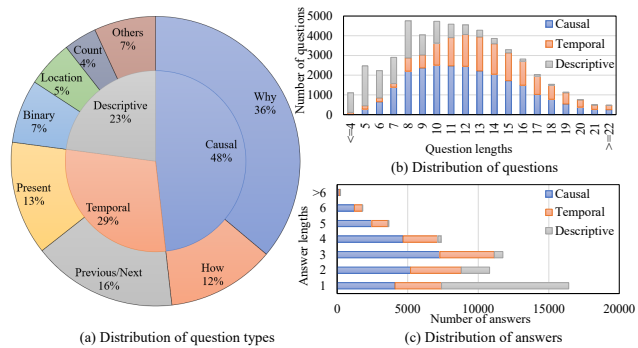 Why
36%
How
12%
Previous/Next
16%
Present
13%
Binary
7%
Location
5%
Count
4%
Others
7%
Causal
48%
Temporal
29%
Descriptive
23%
(a) Distribution of question types
Number of questions
5000
4000
3000
2000
1000
0
Causal
Temporal
Descriptive
<=4 5 6 7 8 8 10 11 12 13 14 15 16 17 18 19 20 21 >=22
Question lengths
(b) Distribution of questions
Answer lengths
>6
6
5
4
3
2
1
Causal
Temporal
Descriptive
0 5000 10000 15000 20000
Number of answers
(c) Distribution of answers